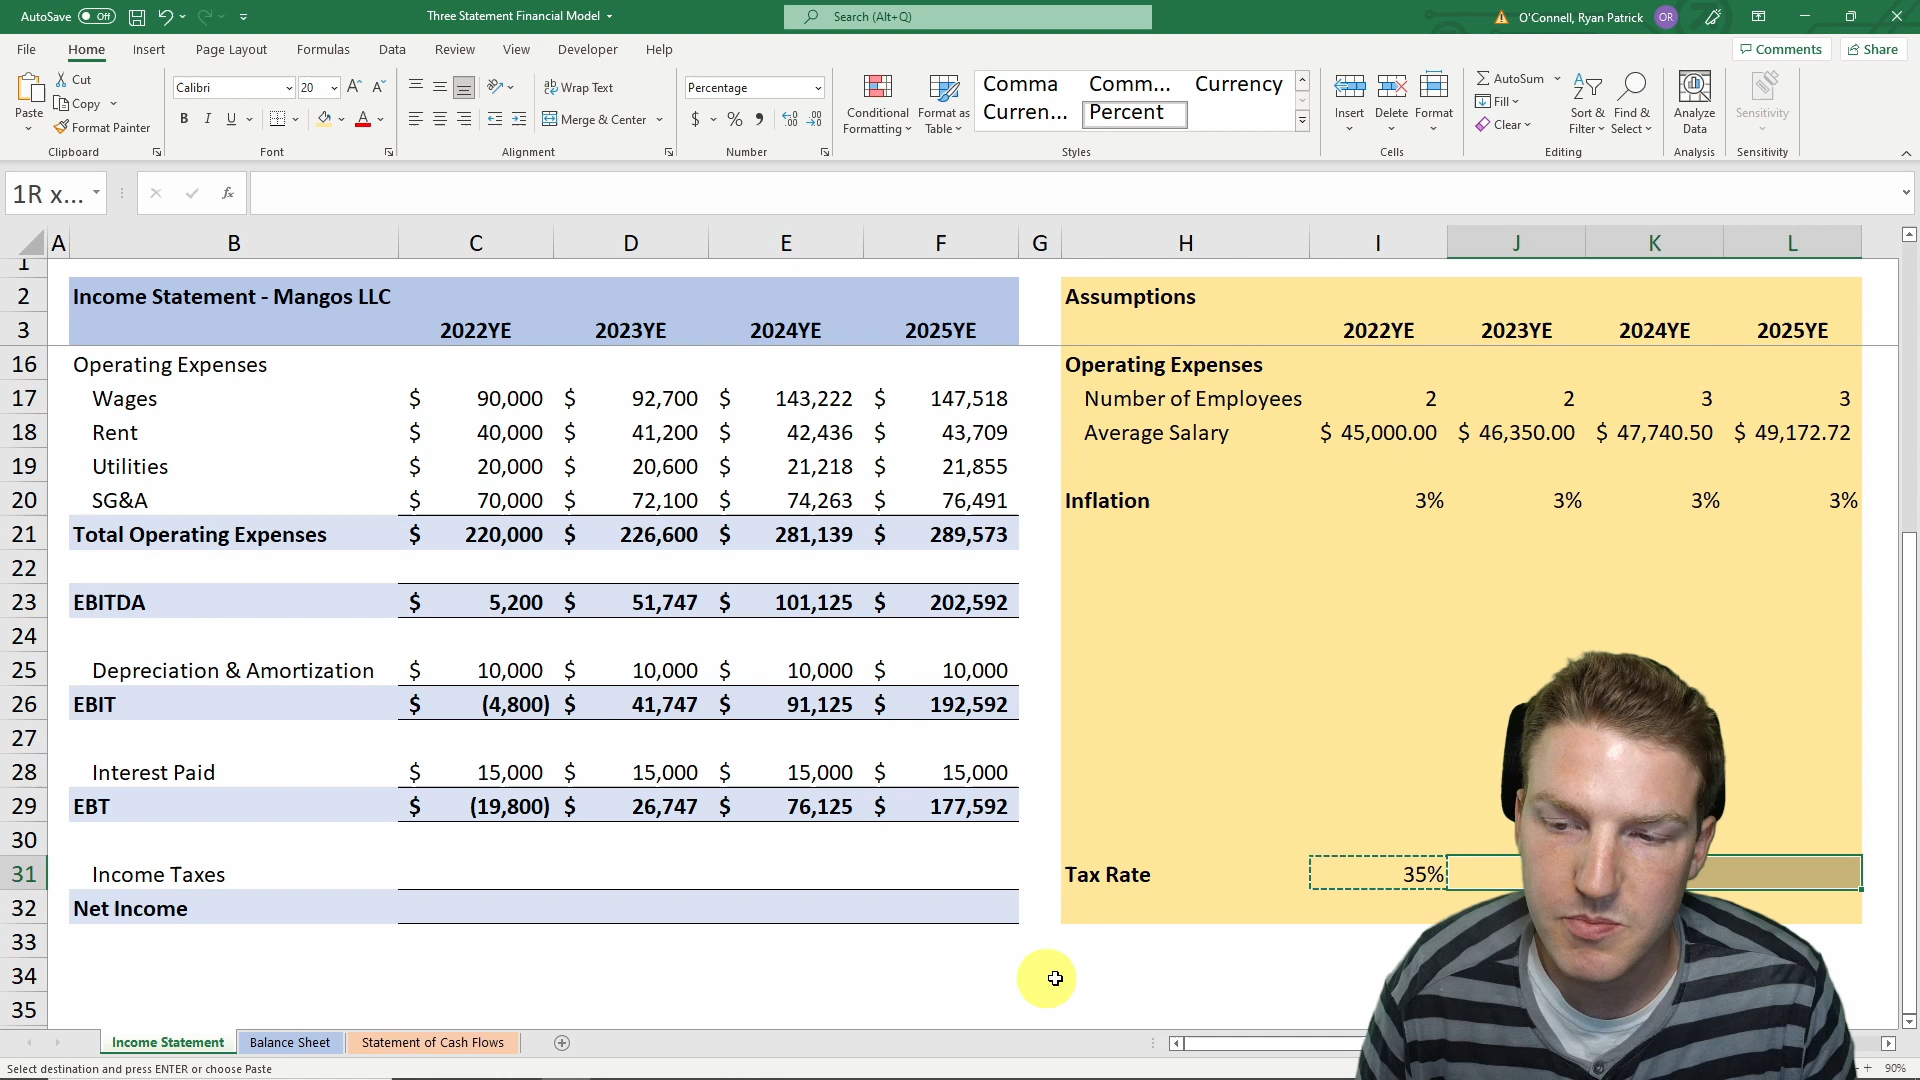 AutoSave Off Three Statement Financial Model Search (Alt+Q) O'Connell, Ryan Patrick OR
File Home Insert Page Layout Formulas Data Review View Developer Help Comments Share
Paste Cut Copy Format Painter Clipboard
Calibri 20 B I U A A A Font
Wrap Text Merge & Center Alignment
Percentage $ % 9 Number
Conditional Formatting Format as Table Comma Comm... Currency Curren... Percent Styles
Insert Delete Format Cells
AutoSum Fill Clear Sort & Filter Find & Select Editing
Analyze Data Analysis Sensitivity Sensitivity
1R x... fx
A B C D E F G H I J K L
1
2 Income Statement - Mangos LLC Assumptions
3 2022YE 2023YE 2024YE 2025YE 2022YE 2023YE 2024YE 2025YE
16 Operating Expenses Operating Expenses
17 Wages $ 90,000 $ 92,700 $ 143,222 $ 147,518 Number of Employees 2 2 3 3
18 Rent $ 40,000 $ 41,200 $ 42,436 $ 43,709 Average Salary $ 45,000.00 $ 46,350.00 $ 47,740.50 $ 49,172.72
19 Utilities $ 20,000 $ 20,600 $ 21,218 $ 21,855
20 SG&A $ 70,000 $ 72,100 $ 74,263 $ 76,491 Inflation 3% 3% 3% 3%
21 Total Operating Expenses $ 220,000 $ 226,600 $ 281,139 $ 289,573
22
23 EBITDA $ 5,200 $ 51,747 $ 101,125 $ 202,592
24
25 Depreciation & Amortization $ 10,000 $ 10,000 $ 10,000 $ 10,000
26 EBIT $ (4,800) $ 41,747 $ 91,125 $ 192,592
27
28 Interest Paid $ 15,000 $ 15,000 $ 15,000 $ 15,000
29 EBT $ (19,800) $ 26,747 $ 76,125 $ 177,592
30
31 Income Taxes Tax Rate 35%
32 Net Income
33
34
35
Income Statement Balance Sheet Statement of Cash Flows
Select destination and press ENTER or choose Paste 90%